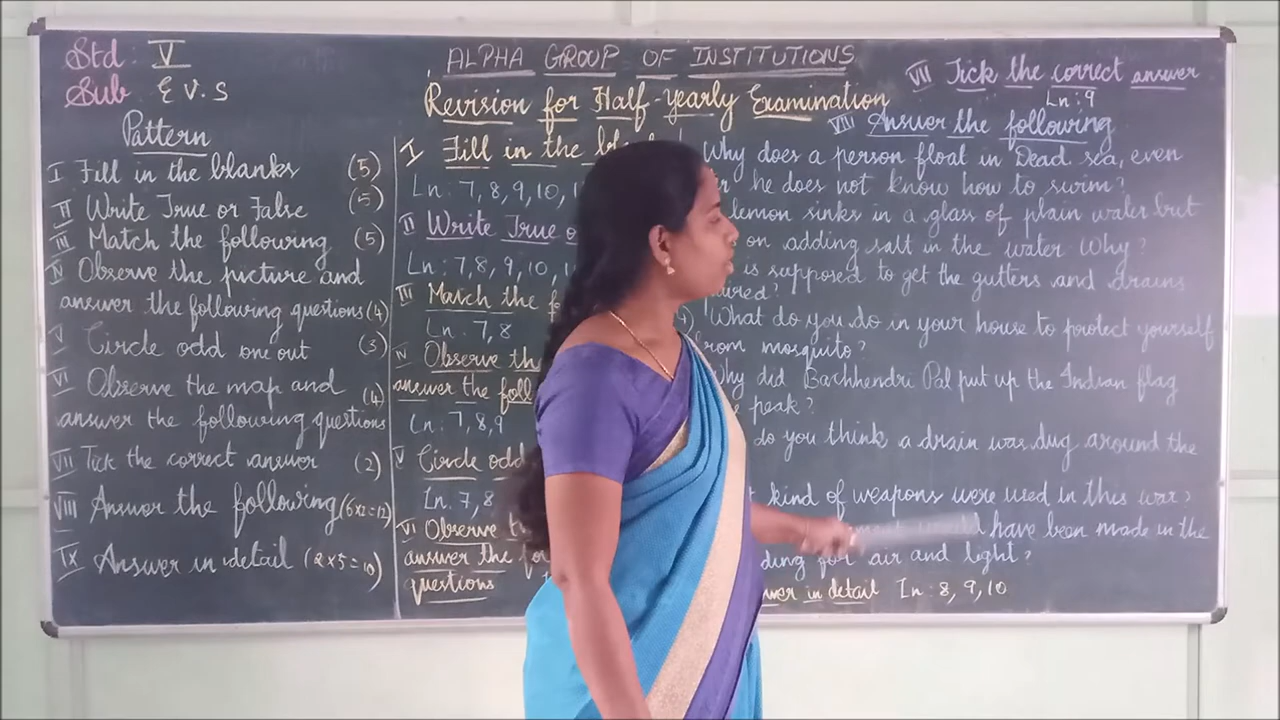 Std : V
Sub E V.S
ALPHA GROUP OF INSTITUTIONS
Revision for Half-yearly Examination
Pattern
I Fill in the blanks (5)
II Write True or False (5)
III Match the following (5)
IV Observe the picture and
answer the following questions (4)
V Circle odd one out (3)
VI Observe the map and (4)
answer the following questions
VII Tick the correct answer (2)
VIII Answer the following (6x2=12)
IX Answer in detail (2x5=10)
I Fill in the
Ln : 7, 8, 9, 10,
II Write True
Ln : 7, 8, 9, 10,
III Match the
Ln : 7, 8
IV Observe
answer the
Ln : 7, 8, 9
V Circle odd
Ln : 7, 8
VI Observe
answer the
questions
VII Tick the correct answer
Ln : 9
VIII Answer the following
Why does a person float in Dead sea, even
he does not know how to swim?
lemon sinks in a glass of plain water but
on adding salt in the water Why?
is supposed to get the gutters and drains
What do you do in your house to protect yourself
from mosquito?
Why did Bachhendri Pal put up the Indian flag
peak?
do you think a drain was dug around the
kind of weapons were used in this war?
have been made in the
for air and light?
in detail Ln : 8, 9, 10